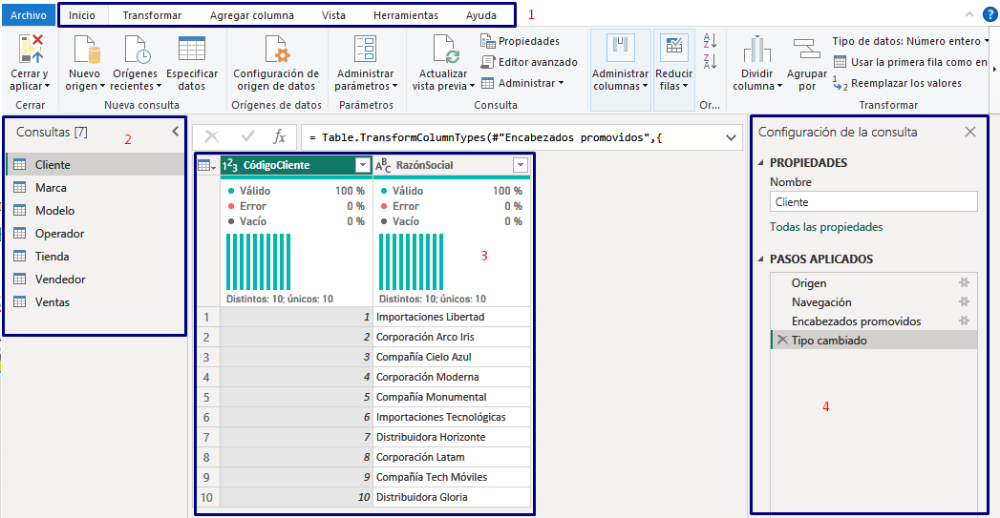 Archivo Inicio Transformar Agregar columna Vista Herramientas Ayuda 1 ?
Cerrar y aplicar
Nuevo origen
Orígenes recientes
Especificar datos
Configuración de origen de datos
Administrar parámetros
Actualizar vista previa
Propiedades
Editor avanzado
Administrar
Administrar columnas
Reducir filas
Dividir columna
Agrupar por
Tipo de datos: Número entero
Usar la primera fila como en
Reemplazar los valores
Cerrar Nueva consulta Orígenes de datos Parámetros Consulta Or... Transformar
Consultas [7] 2
Cliente
Marca
Modelo
Operador
Tienda
Vendedor
Ventas
fx = Table.TransformColumnTypes(#"Encabezados promovidos",{
1²3 CódigoCliente ABC RazónSocial
Válido 100 % Válido 100 %
Error 0 % Error 0 %
Vacío 0 % Vacío 0 %
3
Distintos: 10; únicos: 10 Distintos: 10; únicos: 10
1 1 Importaciones Libertad
2 2 Corporación Arco Iris
3 3 Compañía Cielo Azul
4 4 Corporación Moderna
5 5 Compañía Monumental
6 6 Importaciones Tecnológicas
7 7 Distribuidora Horizonte
8 8 Corporación Latam
9 9 Compañía Tech Móviles
10 10 Distribuidora Gloria
Configuración de la consulta
PROPIEDADES
Nombre
Cliente
Todas las propiedades
PASOS APLICADOS
Origen
Navegación
Encabezados promovidos
Tipo cambiado
4